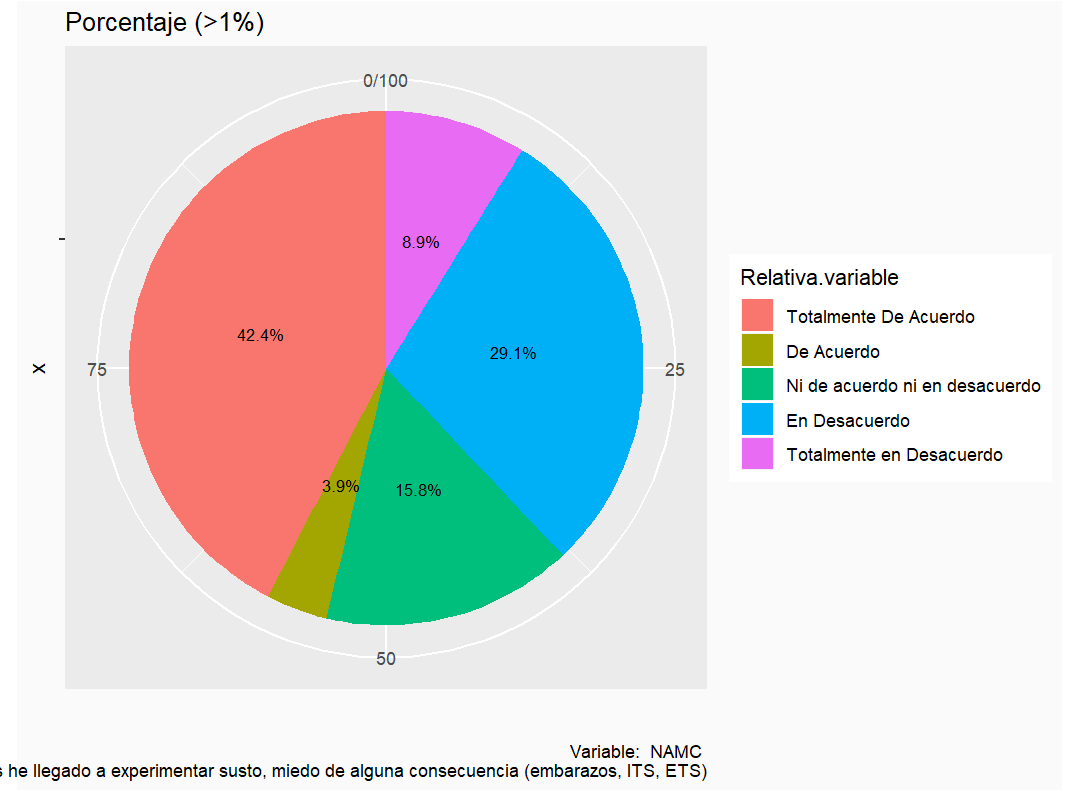 Porcentaje (>1%)
0/100
8.9%
42.4%
29.1%
75
25
x
3.9%
15.8%
50
Relativa.variable
Totalmente De Acuerdo
De Acuerdo
Ni de acuerdo ni en desacuerdo
En Desacuerdo
Totalmente en Desacuerdo
Variable:  NAMC
he llegado a experimentar susto, miedo de alguna consecuencia (embarazos, ITS, ETS)